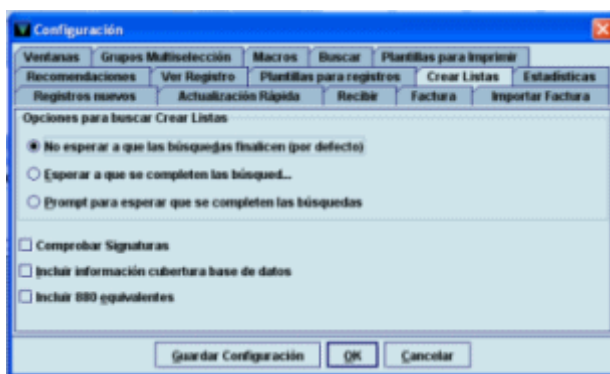 Configuración
Ventanas Grupos Multiselección Macros Buscar Plantillas para Imprimir
Recomendaciones Ver Registro Plantillas para registros Crear Listas Estadísticas
Registros nuevos Actualización Rápida Recibir Factura Importar Factura
Opciones para buscar Crear Listas
No esperar a que las búsquedas finalicen (por defecto)
Esperar a que se completen las búsqued...
Prompt para esperar que se completen las búsquedas
Comprobar Signaturas
Incluir información cubertura base de datos
Incluir 880 equivalentes
Guardar Configuración OK Cancelar